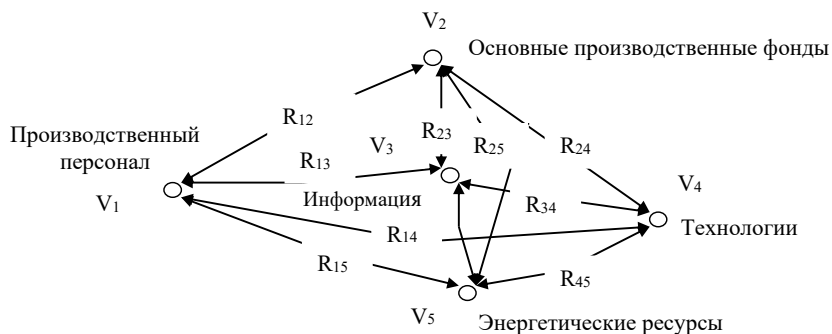 V2
Основные производственные фонды
R12
Производственный
персонал
V1
R13
V3
R23
R25
R24
Информация
V4
R34
Технологии
R14
R15
R45
V5
Энергетические ресурсы